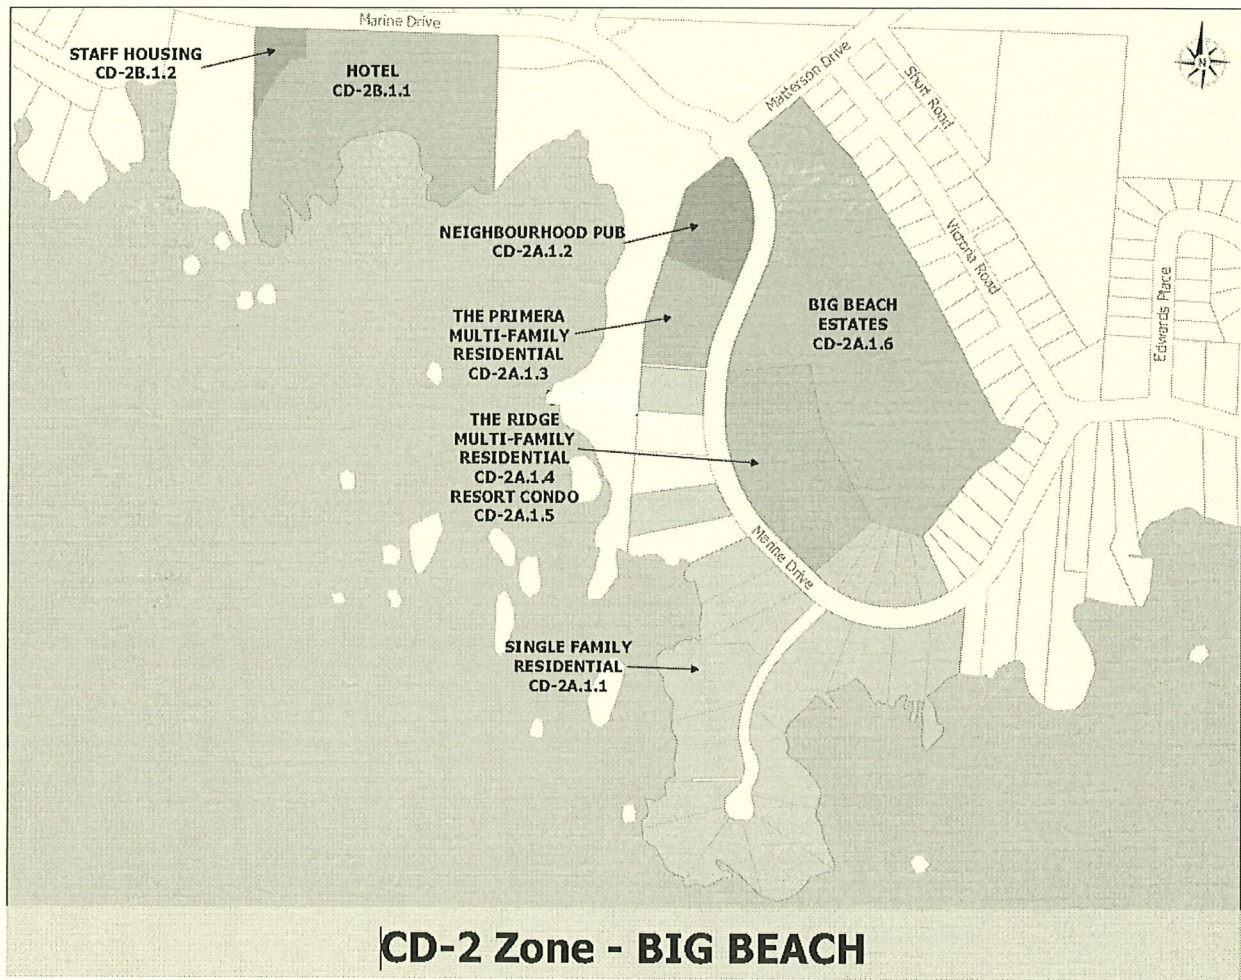 Marine Drive
STAFF HOUSING
CD-2B.1.2
HOTEL
CD-2B.1.1
Matterson Drive
Short Road
N
NEIGHBOURHOOD PUB
CD-2A.1.2
Victoria Road
Edwards Place
THE PRIMERA
MULTI-FAMILY
RESIDENTIAL
CD-2A.1.3
BIG BEACH
ESTATES
CD-2A.1.6
THE RIDGE
MULTI-FAMILY
RESIDENTIAL
CD-2A.1.4
RESORT CONDO
CD-2A.1.5
Marine Drive
SINGLE FAMILY
RESIDENTIAL
CD-2A.1.1
CD-2 Zone - BIG BEACH